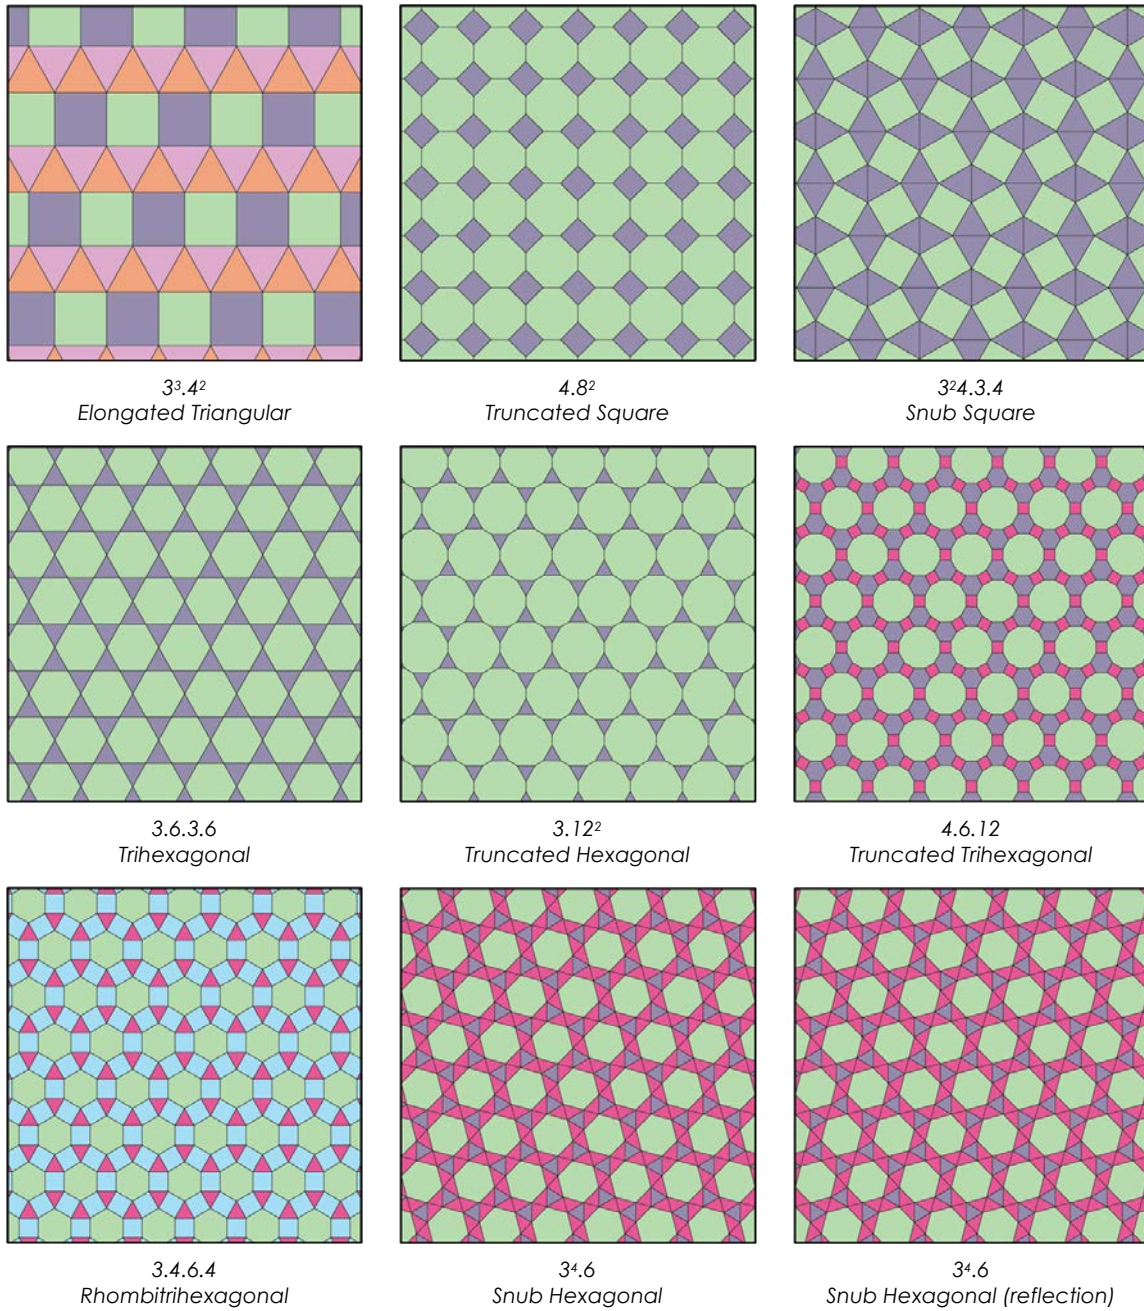 3³.4²
Elongated Triangular
4.8²
Truncated Square
3²4.3.4
Snub Square
3.6.3.6
Trihexagonal
3.12²
Truncated Hexagonal
4.6.12
Truncated Trihexagonal
3.4.6.4
Rhombitrihexagonal
3⁴.6
Snub Hexagonal
3⁴.6
Snub Hexagonal (reflection)